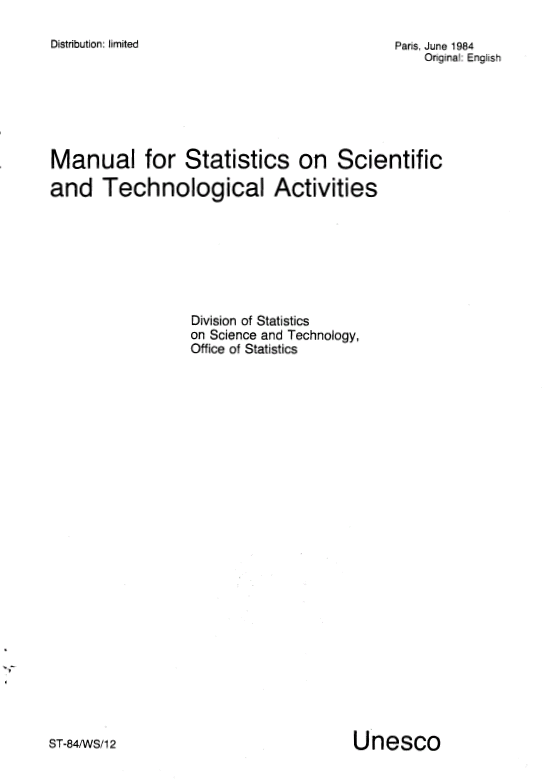 Distribution: limited
Paris, June 1984
Original: English
Manual for Statistics on Scientific
and Technological Activities
Division of Statistics
on Science and Technology,
Office of Statistics
ST-84/WS/12
Unesco